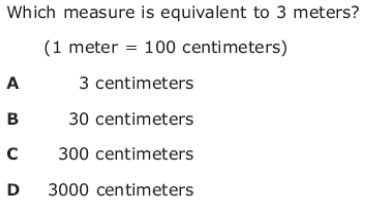 Which measure is equivalent to 3 meters?
(1 meter = 100 centimeters)
A 3 centimeters
B 30 centimeters
C 300 centimeters
D 3000 centimeters